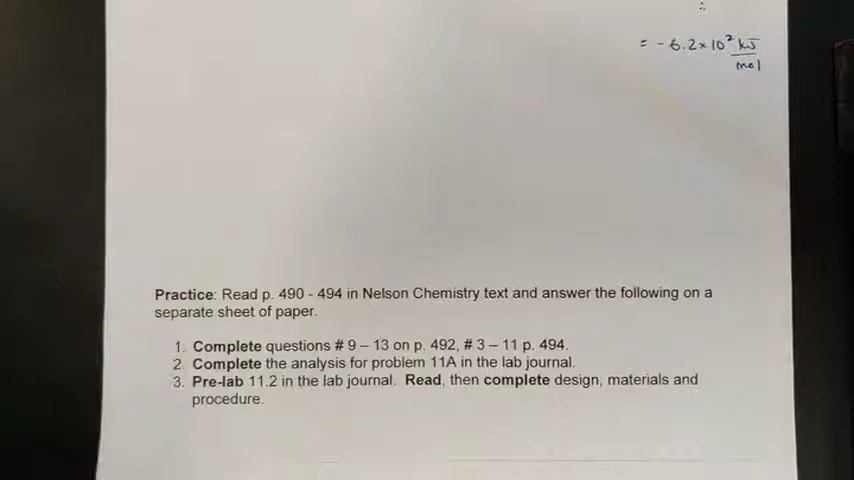 = -6.2×10² kJ
mol
Practice: Read p. 490 - 494 in Nelson Chemistry text and answer the following on a
separate sheet of paper.
1. Complete questions # 9 – 13 on p. 492, # 3 – 11 p. 494.
2. Complete the analysis for problem 11A in the lab journal.
3. Pre-lab 11.2 in the lab journal. Read, then complete design, materials and
procedure.